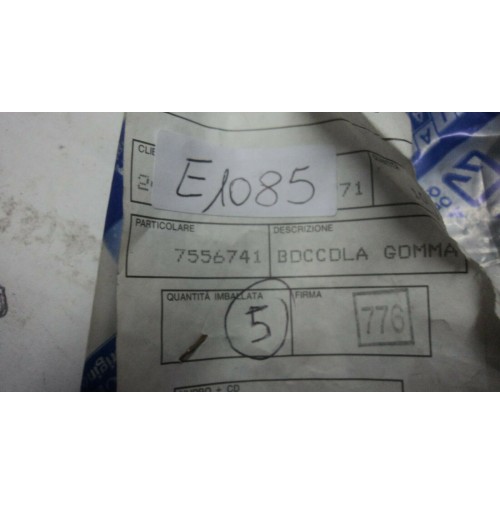 E1085
71
PARTICOLARE
DESCRIZIONE
7556741
BOCCOLA GOMMA
QUANTITÀ IMBALLATA
FIRMA
5
776